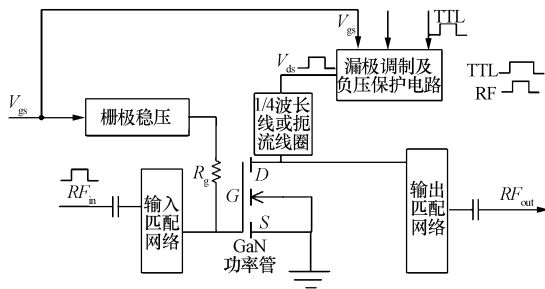 TTL
Vgs
Vds
漏极调制及
负压保护电路
TTL
RF
Vgs
栅极稳压
1/4波长
线或扼
流线圈
Rg
D
G
S
RFin
输入
匹配
网络
GaN
功率管
输出
匹配
网络
RFout